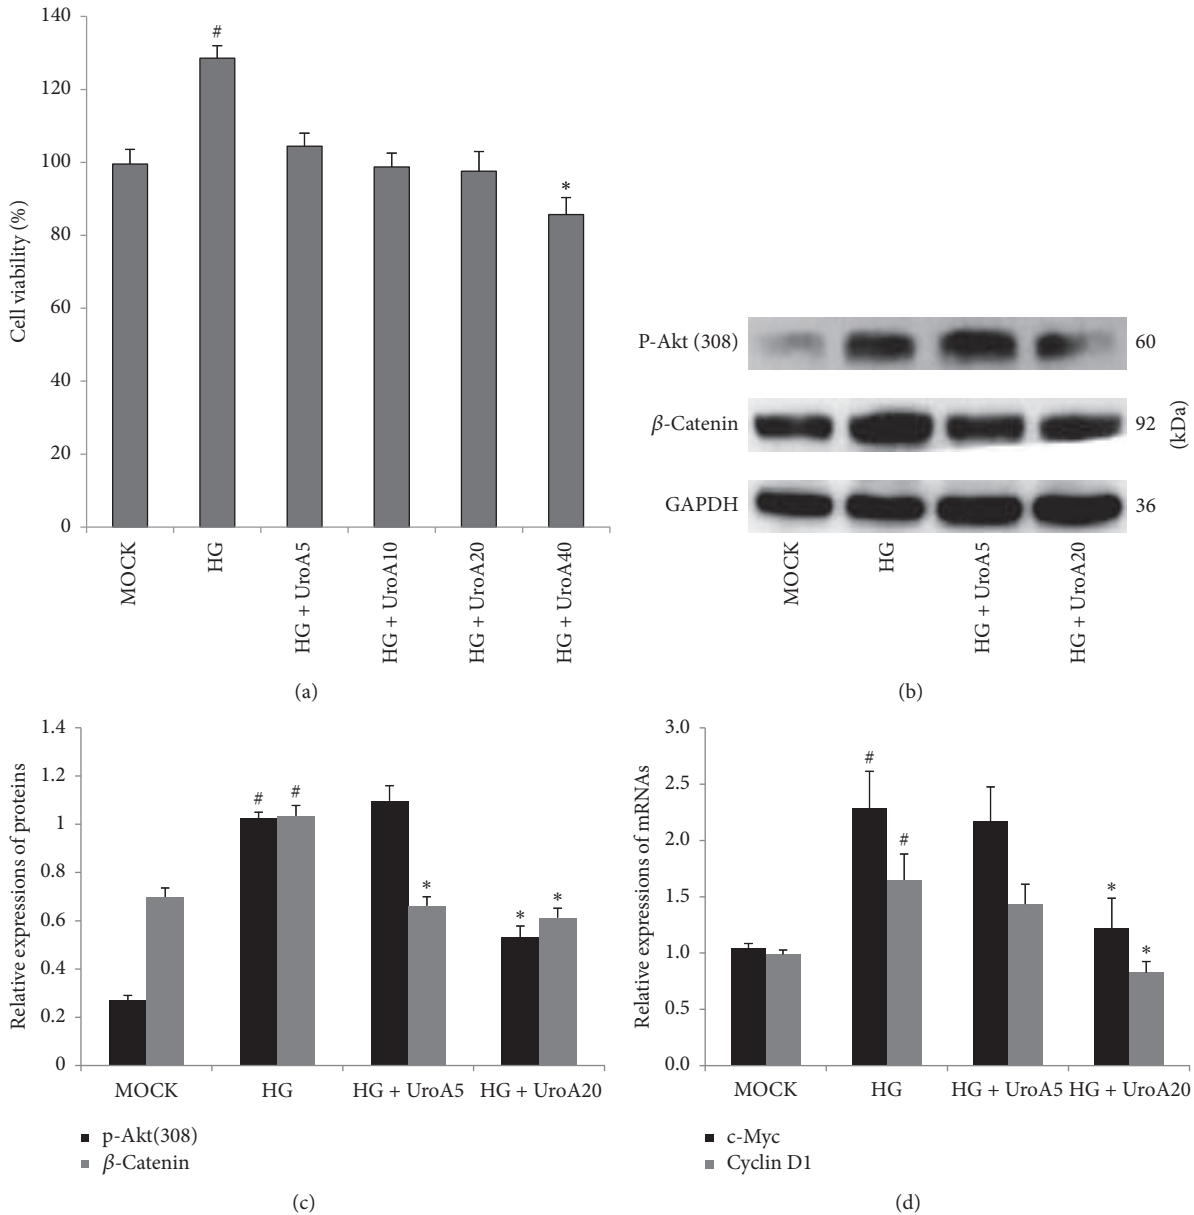 140
120
100
80
60
40
20
0
Cell viability (%)
#
*
MOCK
HG
HG + UroA5
HG + UroA10
HG + UroA20
HG + UroA40
(a)
P-Akt (308)
60
β-Catenin
92
GAPDH
36
(kDa)
MOCK
HG
HG + UroA5
HG + UroA20
(b)
1.4
1.2
1
0.8
0.6
0.4
0.2
0
Relative expressions of proteins
# #
*
* *
MOCK HG HG + UroA5 HG + UroA20
p-Akt(308)
β-Catenin
(c)
3.0
2.5
2.0
1.5
1.0
0.5
0.0
Relative expressions of mRNAs
#
#
*
*
MOCK HG HG + UroA5 HG + UroA20
c-Myc
Cyclin D1
(d)